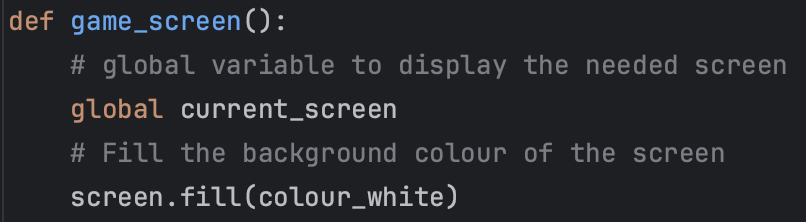 def game_screen():
    # global variable to display the needed screen
    global current_screen
    # Fill the background colour of the screen
    screen.fill(colour_white)